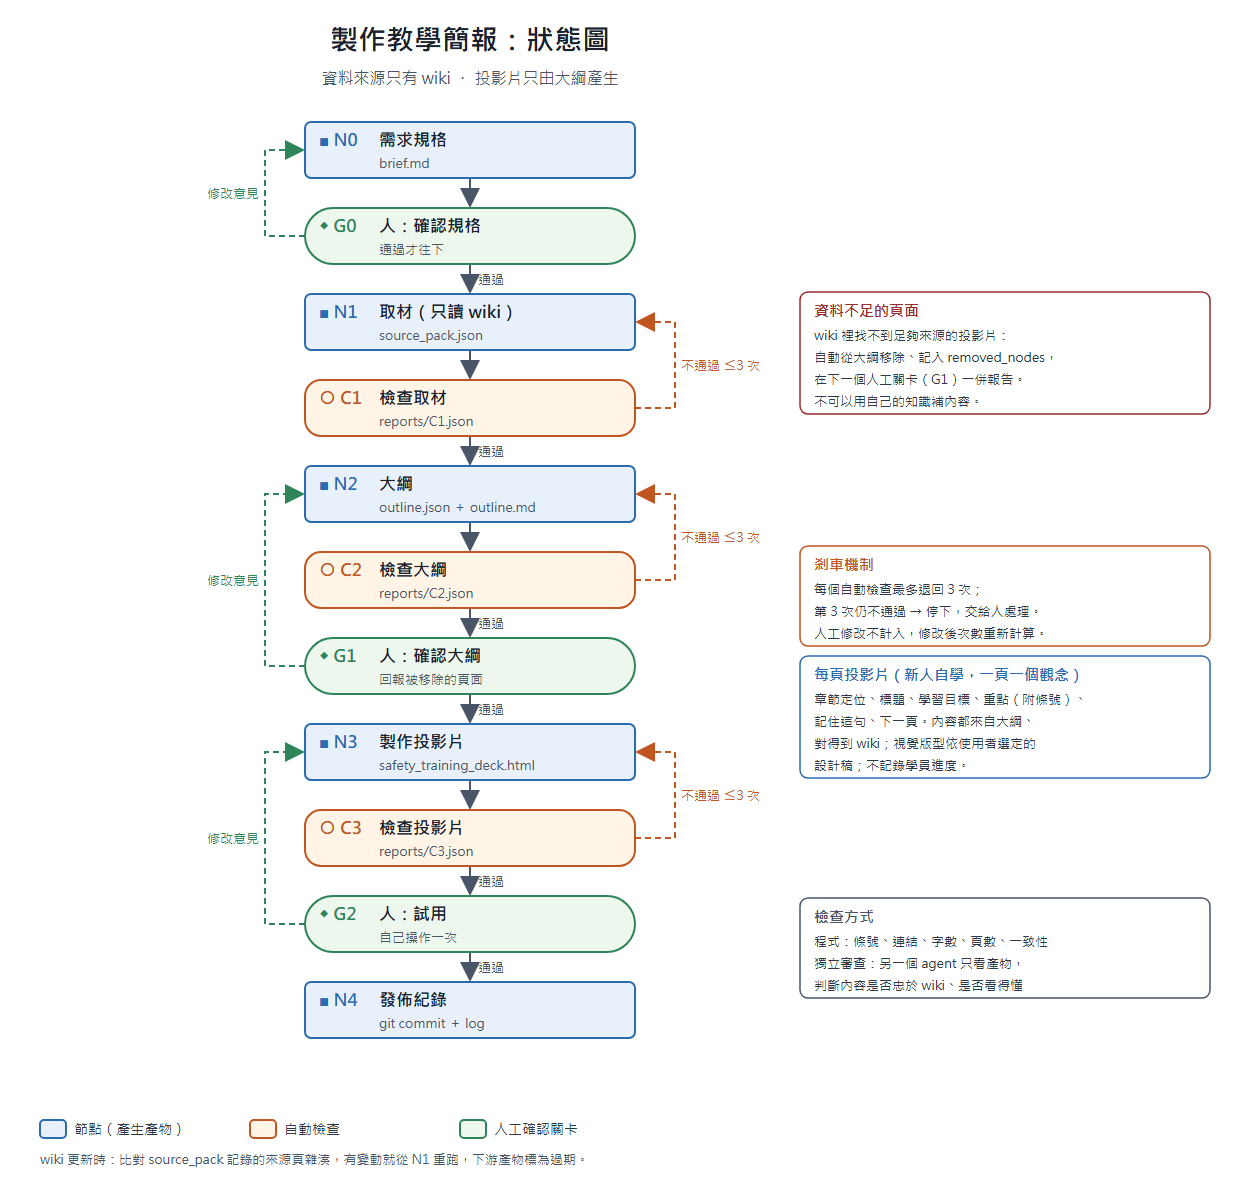 製作教學簡報：狀態圖
資料來源只有 wiki · 投影片只由大綱產生
N0 需求規格
brief.md
修改意見
G0 人：確認規格
通過才往下
通過
N1 取材（只讀 wiki）
source_pack.json
不通過 ≤3 次
C1 檢查取材
reports/C1.json
通過
N2 大綱
outline.json + outline.md
不通過 ≤3 次
C2 檢查大綱
reports/C2.json
修改意見
通過
G1 人：確認大綱
回報被移除的頁面
通過
N3 製作投影片
safety_training_deck.html
不通過 ≤3 次
C3 檢查投影片
reports/C3.json
修改意見
通過
G2 人：試用
自己操作一次
通過
N4 發佈紀錄
git commit + log
資料不足的頁面
wiki 裡找不到足夠來源的投影片：
自動從大綱移除、記入 removed_nodes，
在下一個人工關卡（G1）一併報告。
不可以用自己的知識補內容。
剎車機制
每個自動檢查最多退回 3 次；
第 3 次仍不通過 → 停下，交給人處理。
人工修改不計入，修改後次數重新計算。
每頁投影片（新人自學，一頁一個觀念）
章節定位、標題、學習目標、重點（附條號）、
記住這句、下一頁。內容都來自大綱、
對得到 wiki；視覺版型依使用者選定的
設計稿；不記錄學員進度。
檢查方式
程式：條號、連結、字數、頁數、一致性
獨立審查：另一個 agent 只看產物，
判斷內容是否忠於 wiki、是否看得懂
節點（產生產物）
自動檢查
人工確認關卡
wiki 更新時：比對 source_pack 記錄的來源頁雜湊，有變動就從 N1 重跑，下游產物標為過期。